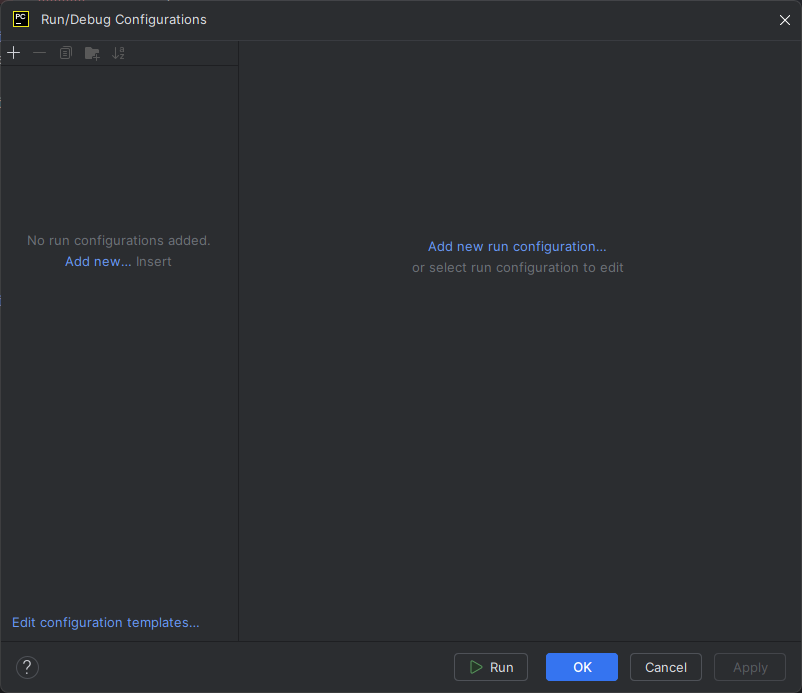 PC
Run/Debug Configurations
No run configurations added.
Add new... Insert
Add new run configuration...
or select run configuration to edit
Edit configuration templates...
?
Run
OK
Cancel
Apply